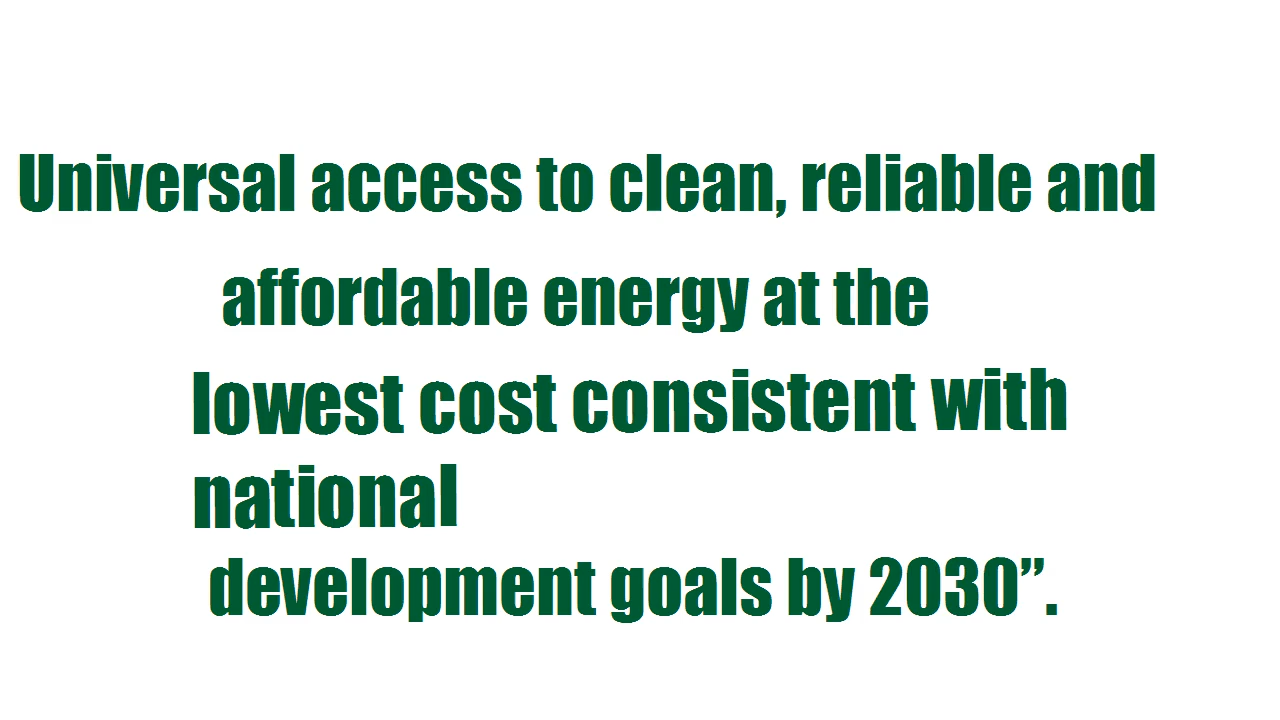 Universal access to clean, reliable and
affordable energy at the
lowest cost consistent with
national
development goals by 2030”.